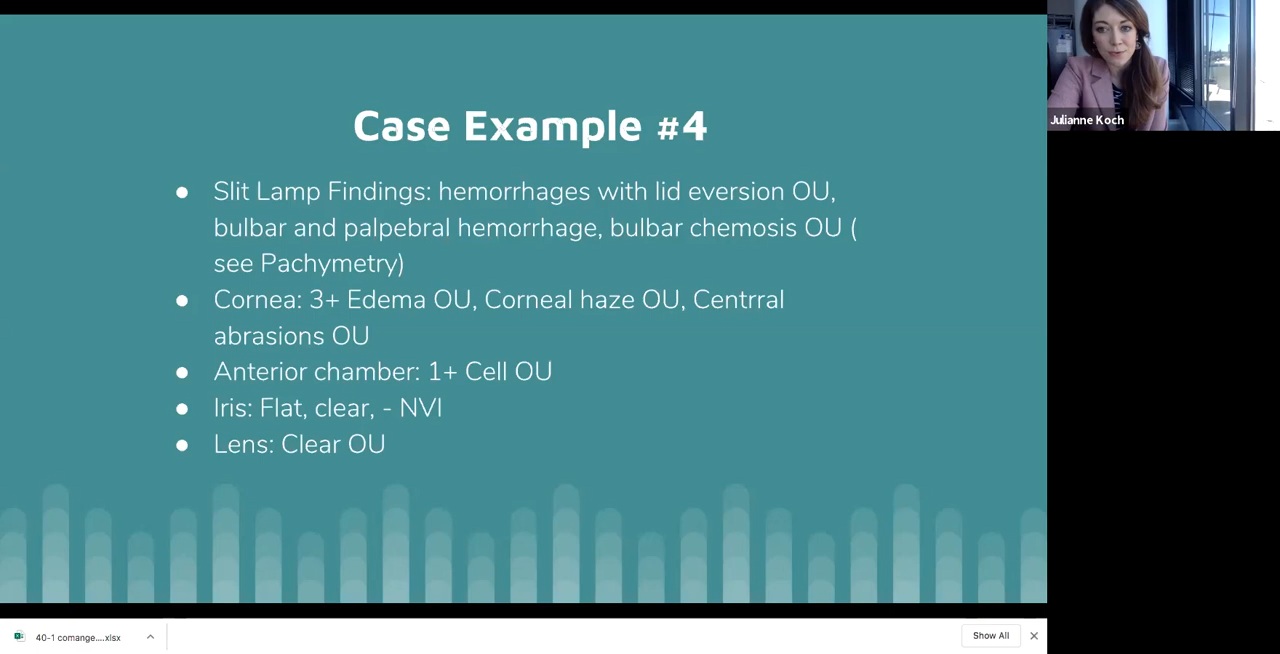 Case Example #4
Slit Lamp Findings: hemorrhages with lid eversion OU,
bulbar and palpebral hemorrhage, bulbar chemosis OU (
see Pachymetry)
Cornea: 3+ Edema OU, Corneal haze OU, Centrral
abrasions OU
Anterior chamber: 1+ Cell OU
Iris: Flat, clear, - NVI
Lens: Clear OU
Julianne Koch
40-1 comange....xlsx
Show All